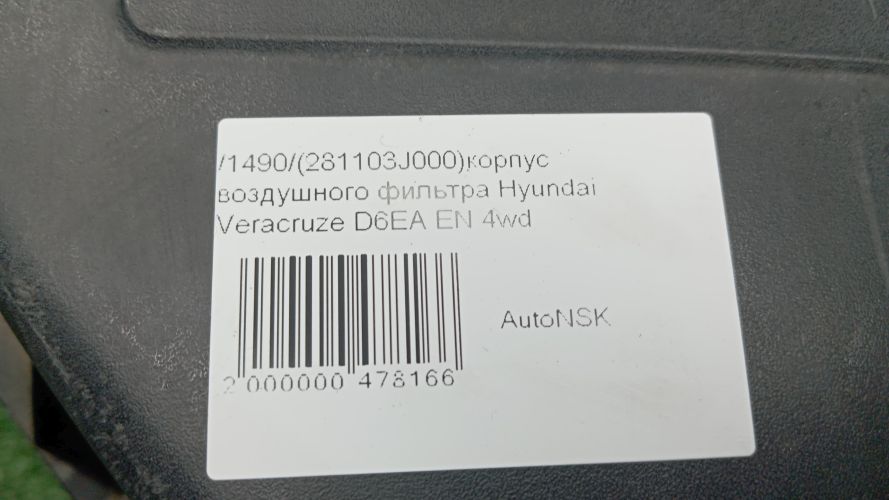 /1490/(281103J000)корпус
воздушного фильтра Hyundai
Veracruze D6EA EN 4wd
AutoNSK
2 000000 478166